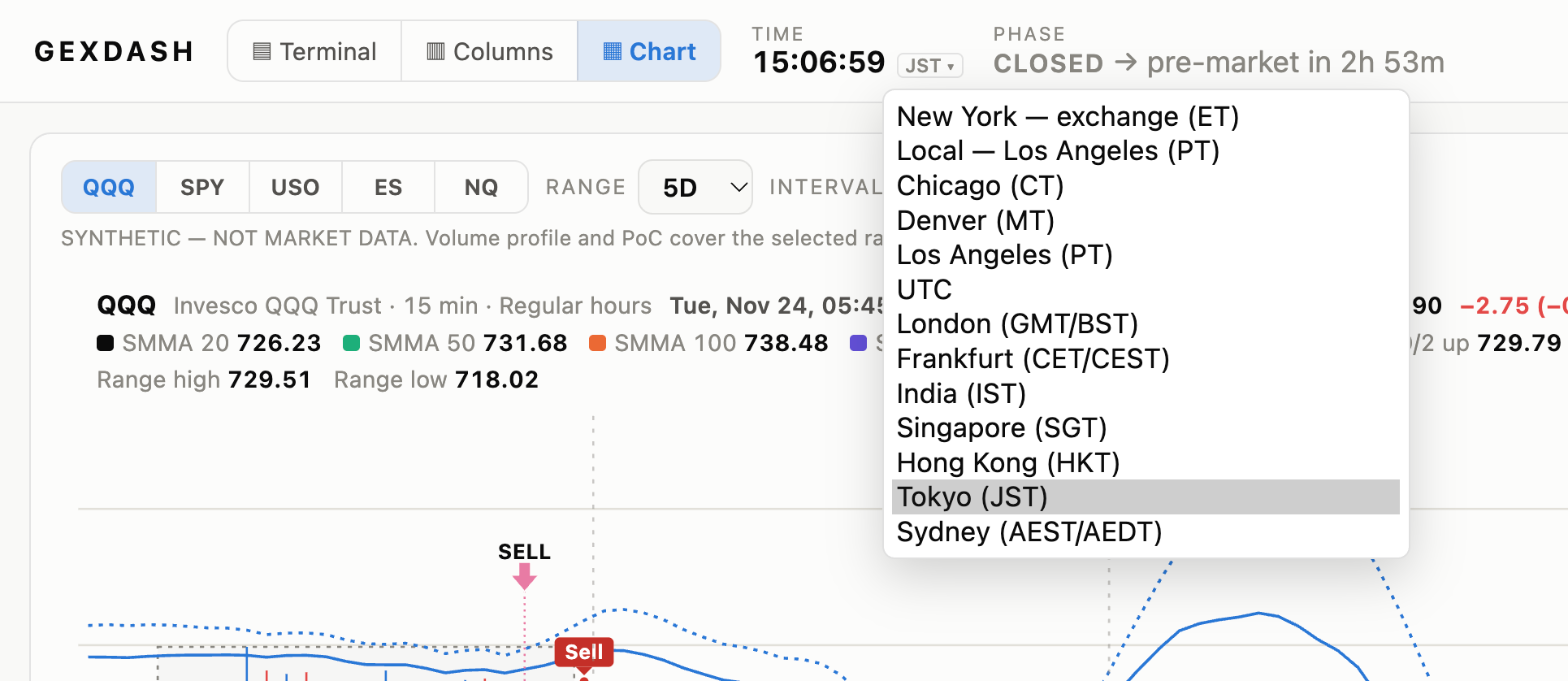 GEXDASH
Terminal
Columns
Chart
TIME
15:06:59 JST ▾
PHASE
CLOSED → pre-market in 2h 53m
New York — exchange (ET)
Local — Los Angeles (PT)
Chicago (CT)
Denver (MT)
Los Angeles (PT)
UTC
London (GMT/BST)
Frankfurt (CET/CEST)
India (IST)
Singapore (SGT)
Hong Kong (HKT)
Tokyo (JST)
Sydney (AEST/AEDT)
QQQ SPY USO ES NQ RANGE 5D INTERVAL
SYNTHETIC — NOT MARKET DATA. Volume profile and PoC cover the selected
QQQ Invesco QQQ Trust · 15 min · Regular hours Tue, Nov 24, 90 −2.75
SMMA 20 726.23 SMMA 50 731.68 SMMA 100 738.48 /2 up 729.79
Range high 729.51 Range low 718.02
SELL
Sell